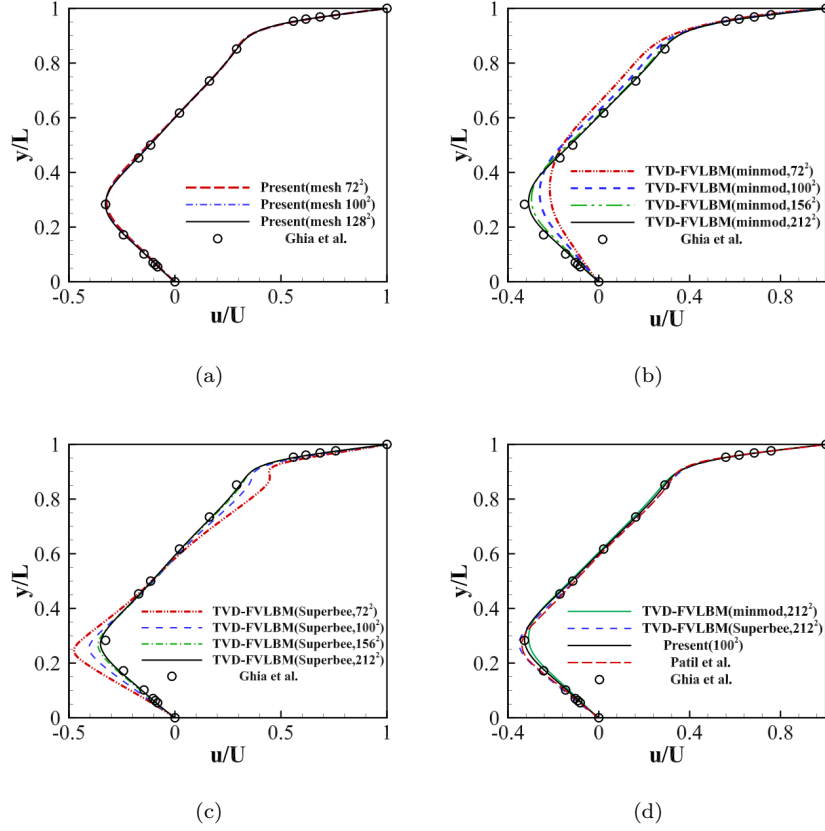 1
0.8
0.6
0.4
0.2
0
y/L
-0.5
0
0.5
1
u/U
Present(mesh 72²)
Present(mesh 100²)
Present(mesh 128²)
Ghia et al.
(a)
1
0.8
0.6
0.4
0.2
0
y/L
-0.4
0
0.4
0.8
u/U
TVD-FVLBM(minmod,72²)
TVD-FVLBM(minmod,100²)
TVD-FVLBM(minmod,156²)
TVD-FVLBM(minmod,212²)
Ghia et al.
(b)
1
0.8
0.6
0.4
0.2
0
y/L
-0.5
0
0.5
1
u/U
TVD-FVLBM(Superbee,72²)
TVD-FVLBM(Superbee,100²)
TVD-FVLBM(Superbee,156²)
TVD-FVLBM(Superbee,212²)
Ghia et al.
(c)
1
0.8
0.6
0.4
0.2
0
y/L
-0.4
0
0.4
0.8
u/U
TVD-FVLBM(minmod,212²)
TVD-FVLBM(Superbee,212²)
Present(100²)
Patil et al.
Ghia et al.
(d)